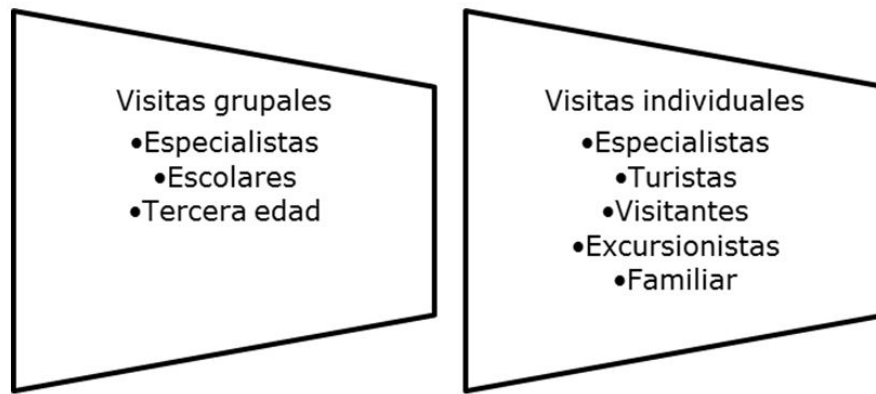 Visitas grupales
•Especialistas
•Escolares
•Tercera edad
Visitas individuales
•Especialistas
•Turistas
•Visitantes
•Excursionistas
•Familiar